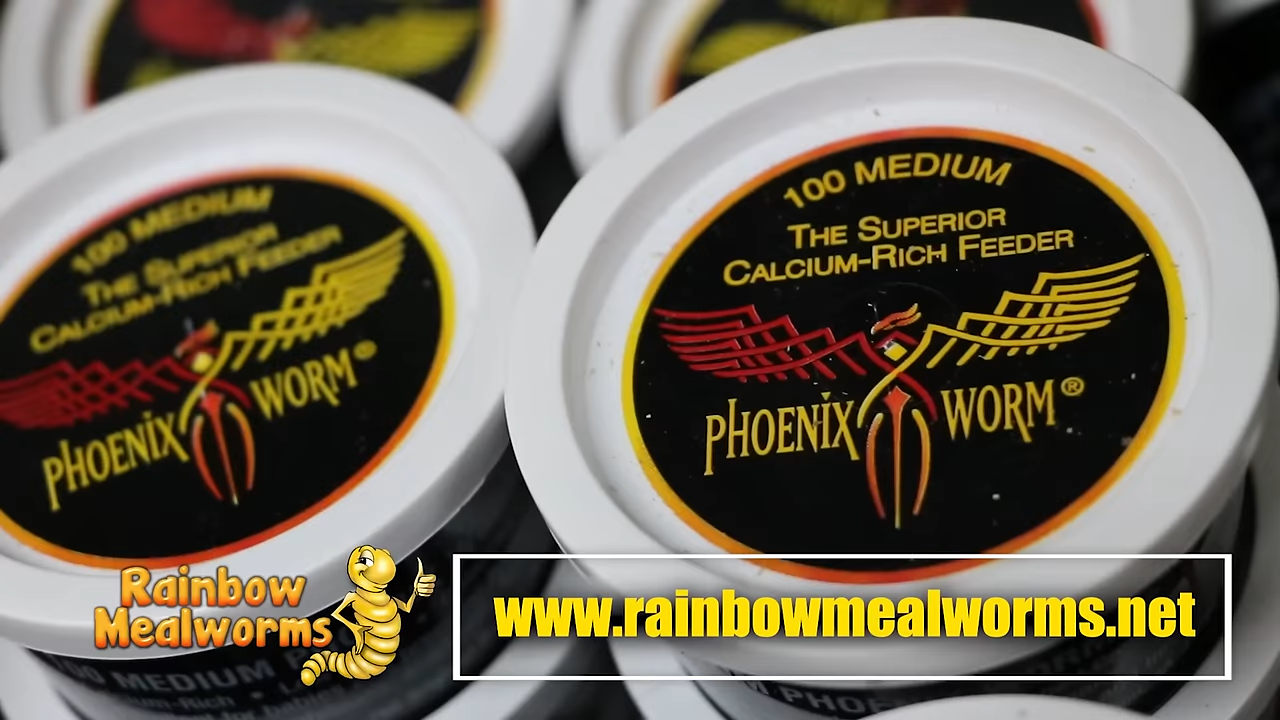 100 MEDIUM
THE SUPERIOR
CALCIUM-RICH FEEDER
PHOENIX WORM®
100 MEDIUM
THE SUPERIOR
CALCIUM-RICH FEEDER
PHOENIX WORM®
Rainbow
Mealworms
www.rainbowmealworms.net
100 MEDIUM